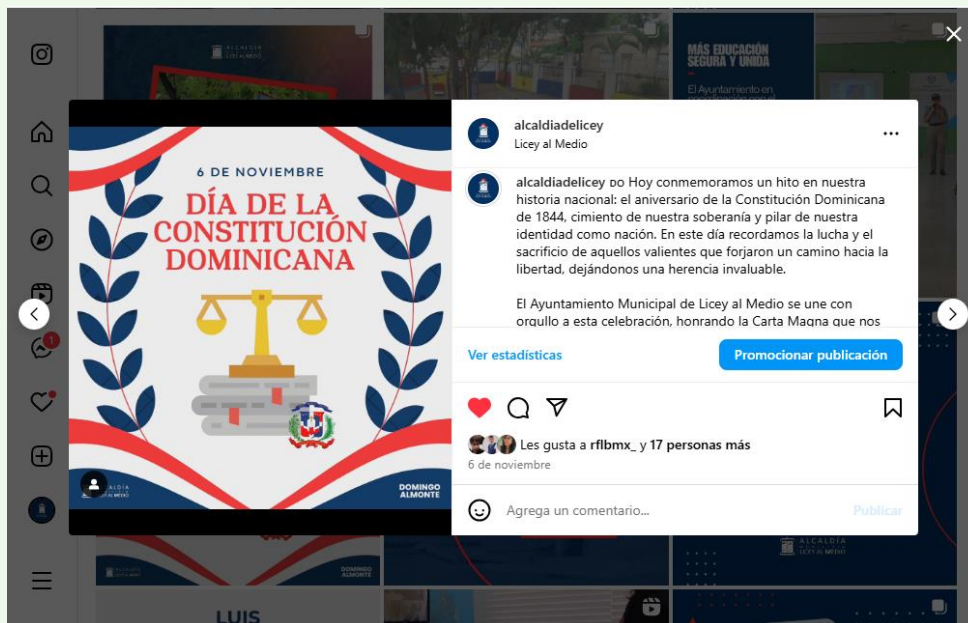 ALCALDÍA
MÁS EDUCACIÓN
SEGURA Y UNIDA
El Ayuntamiento en
6 DE NOVIEMBRE
DÍA DE LA
CONSTITUCIÓN
DOMINICANA
DOMINGO
ALMONTE
alcaldiadelicey
Licey al Medio
alcaldiadelicey DO Hoy conmemoramos un hito en nuestra
historia nacional: el aniversario de la Constitución Dominicana
de 1844, cimiento de nuestra soberanía y pilar de nuestra
identidad como nación. En este día recordamos la lucha y el
sacrificio de aquellos valientes que forjaron un camino hacia la
libertad, dejándonos una herencia invaluable.
El Ayuntamiento Municipal de Licey al Medio se une con
orgullo a esta celebración, honrando la Carta Magna que nos
Ver estadísticas
Promocionar publicación
Les gusta a rflbmx_ y 17 personas más
6 de noviembre
Agrega un comentario...
Publicar
1
DOMINGO
ALMONTE
ALCALDÍA
LICEY AL MEDIO
LUIS